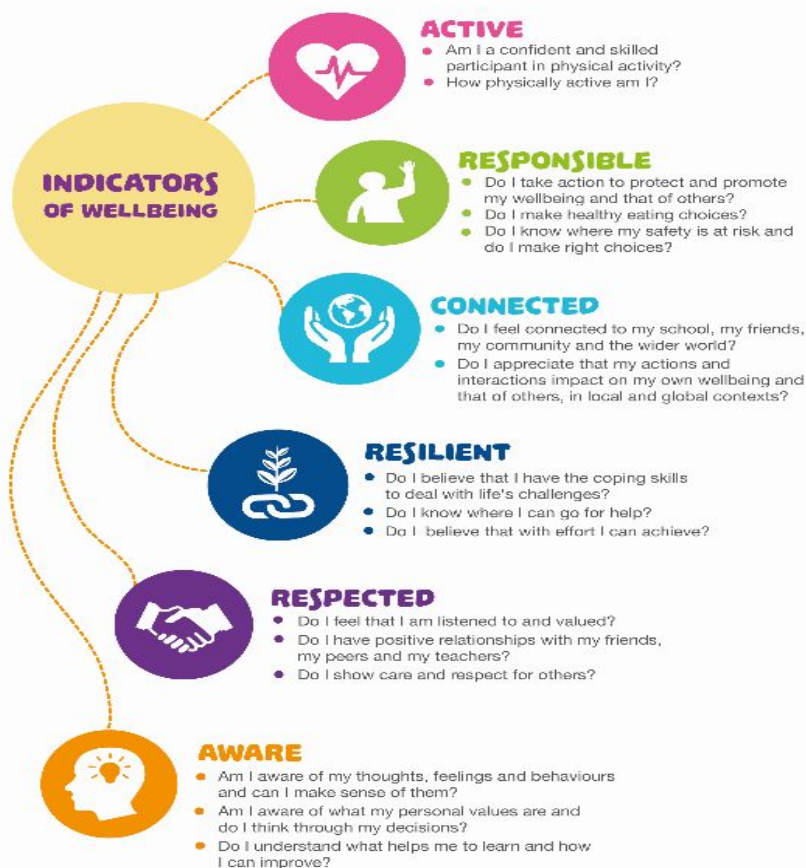 INDICATORS
OF WELLBEING
ACTIVE
• Am I a confident and skilled
participant in physical activity?
• How physically active am I?
RESPONSIBLE
• Do I take action to protect and promote
my wellbeing and that of others?
• Do I make healthy eating choices?
• Do I know where my safety is at risk and
do I make right choices?
CONNECTED
• Do I feel connected to my school, my friends,
my community and the wider world?
• Do I appreciate that my actions and
interactions impact on my own wellbeing and
that of others, in local and global contexts?
RESILIENT
• Do I believe that I have the coping skills
to deal with life's challenges?
• Do I know where I can go for help?
• Do I believe that with effort I can achieve?
RESPECTED
• Do I feel that I am listened to and valued?
• Do I have positive relationships with my friends,
my peers and my teachers?
• Do I show care and respect for others?
AWARE
• Am I aware of my thoughts, feelings and behaviours
and can I make sense of them?
• Am I aware of what my personal values are and
do I think through my decisions?
• Do I understand what helps me to learn and how
I can improve?